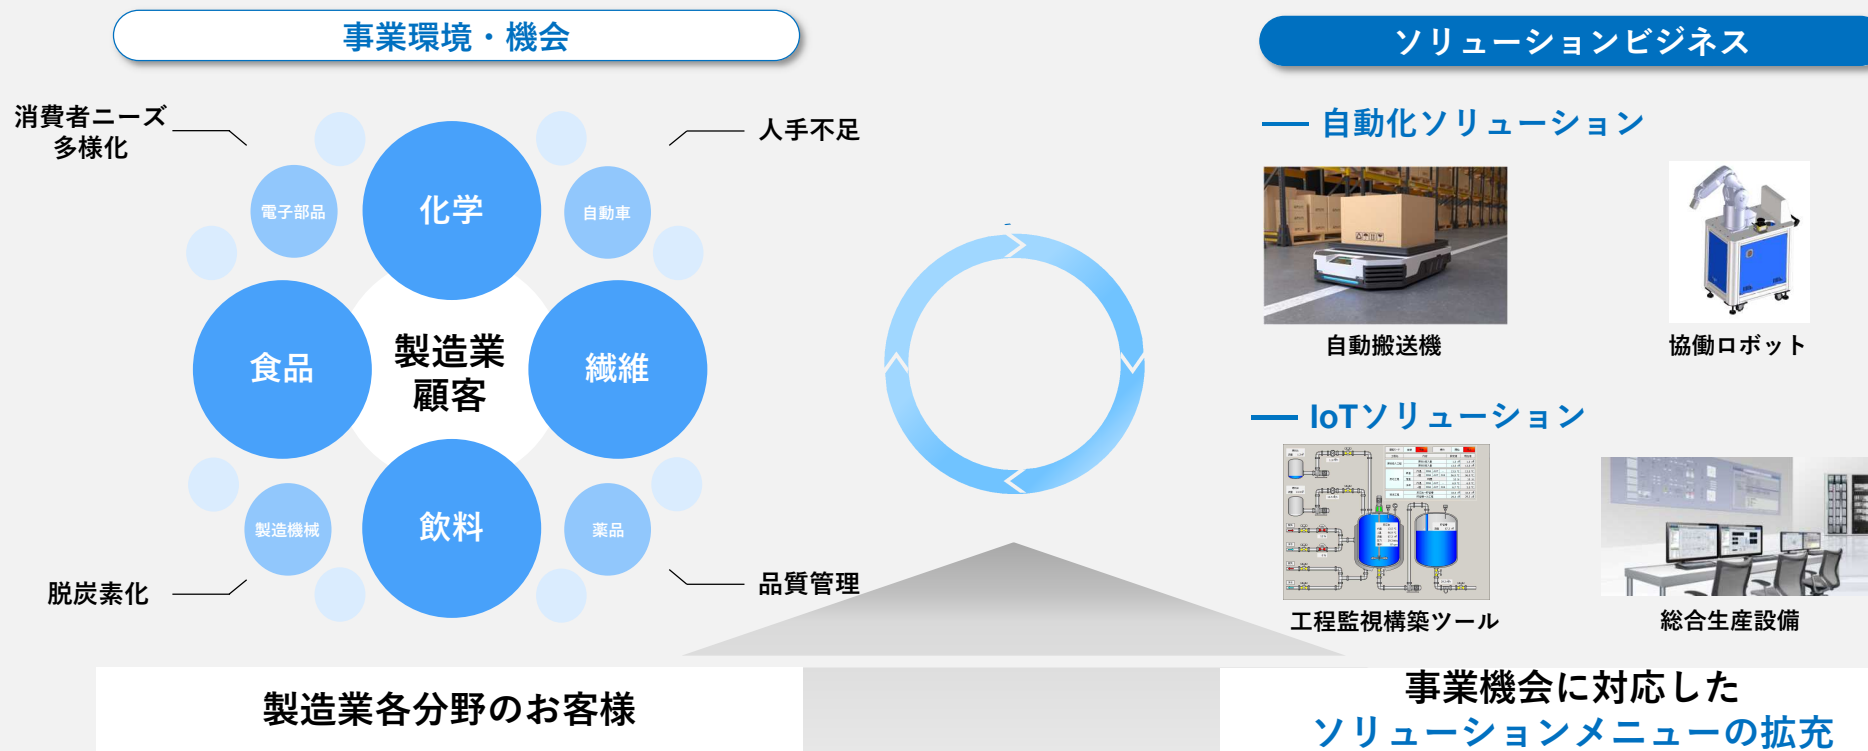 事業環境・機会
消費者ニーズ
多様化
人手不足
電子部品
化学
自動車
食品
製造業
顧客
繊維
製造機械
飲料
薬品
脱炭素化
品質管理
製造業各分野のお客様
ソリューションビジネス
自動化ソリューション
自動搬送機
協働ロボット
IoTソリューション
工程監視構築ツール
総合生産設備
事業機会に対応した
ソリューションメニューの拡充